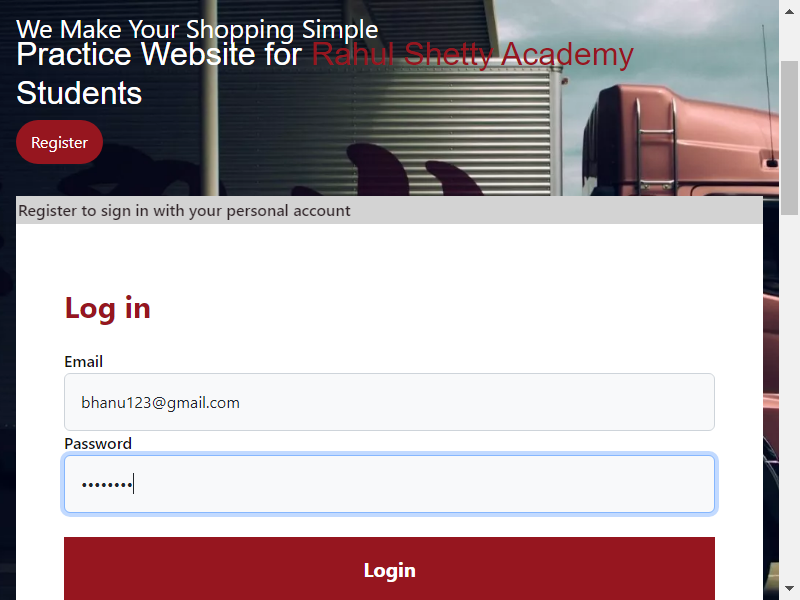 We Make Your Shopping Simple
Practice Website for Rahul Shetty Academy
Students
Register
Register to sign in with your personal account
Log in
Email
bhanu123@gmail.com
Password
••••••••
Login